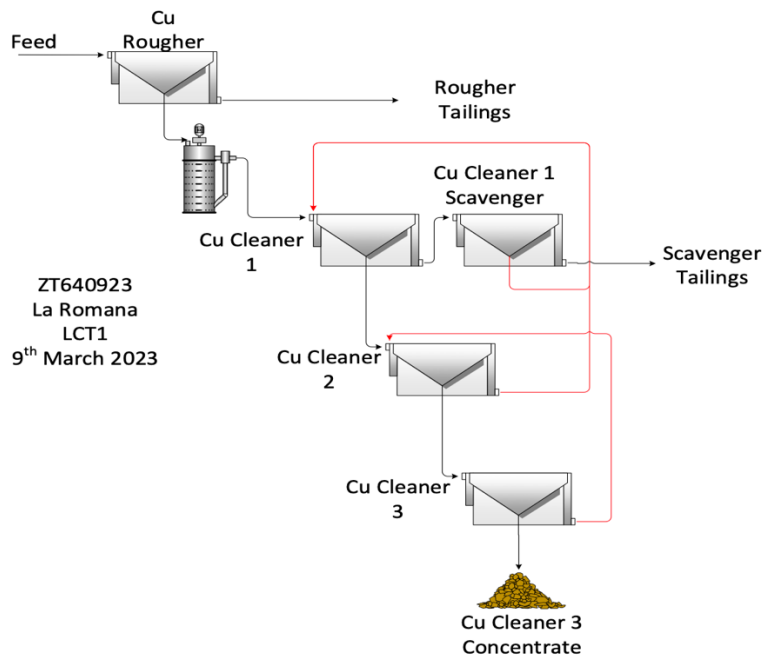 Cu
Rougher
Feed
Rougher
Tailings
Cu Cleaner 1
Scavenger
Cu Cleaner
1
Scavenger
Tailings
ZT640923
La Romana
LCT1
9th March 2023
Cu Cleaner
2
Cu Cleaner
3
Cu Cleaner 3
Concentrate